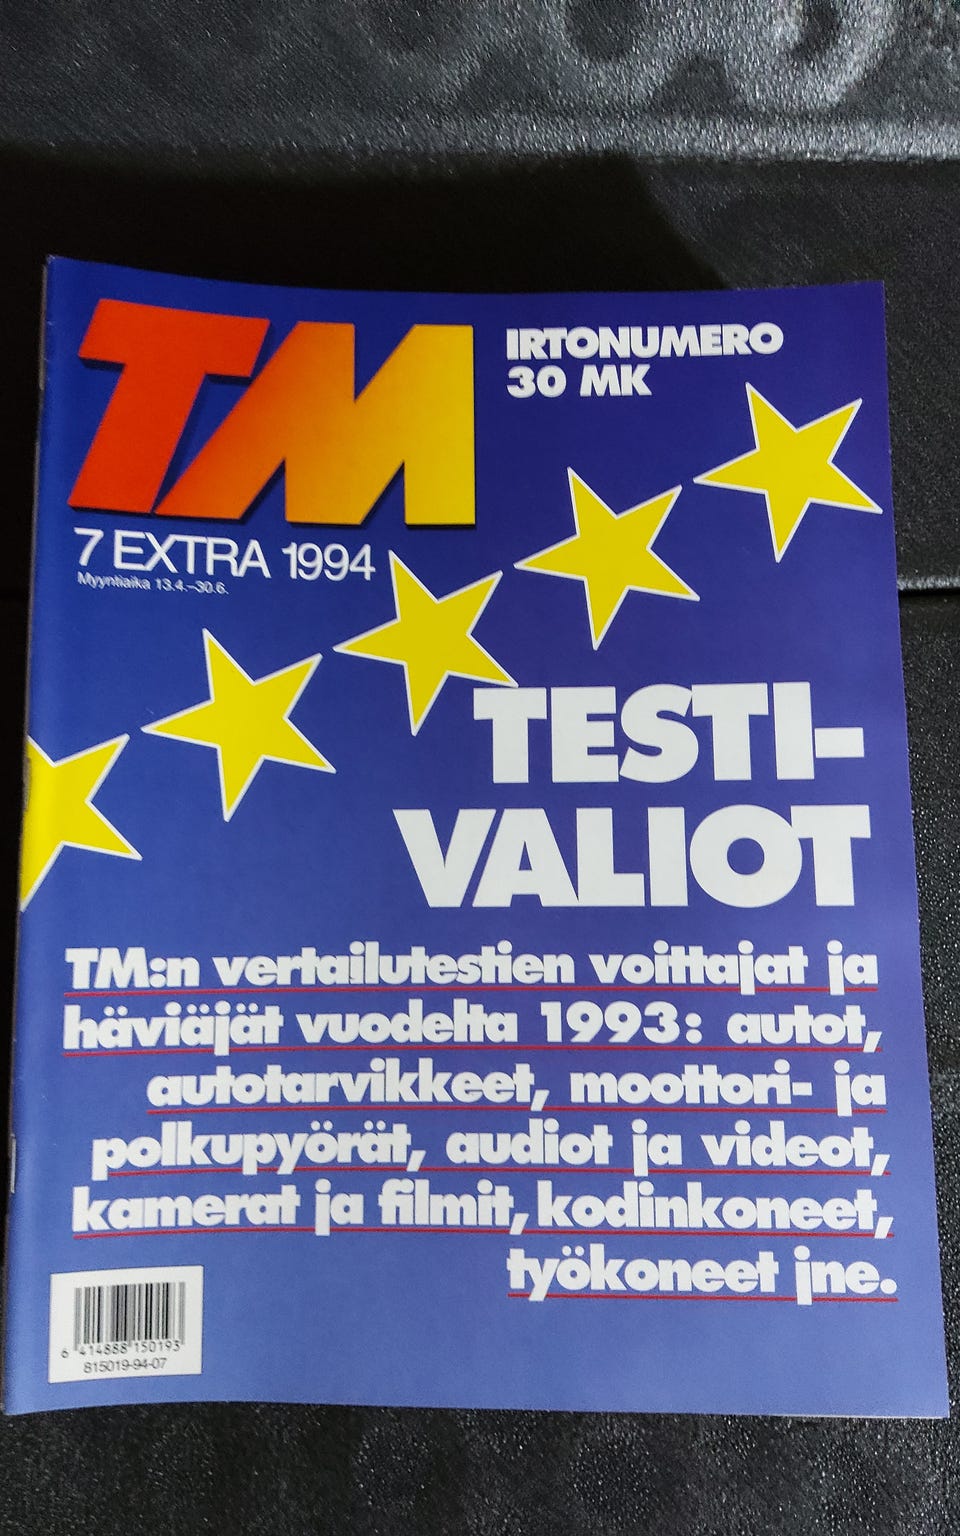 TM
IRTONUMERO
30 MK
7 EXTRA 1994
Myyntiaika 13.4.–30.6.
TESTI-
VALIOT
TM:n vertailutestien voittajat ja
häviäjät vuodelta 1993: autot,
autotarvikkeet, moottori- ja
polkupyörät, audiot ja videot,
kamerat ja filmit, kodinkoneet,
työkoneet jne.
6 414888 150193
815019-94-07